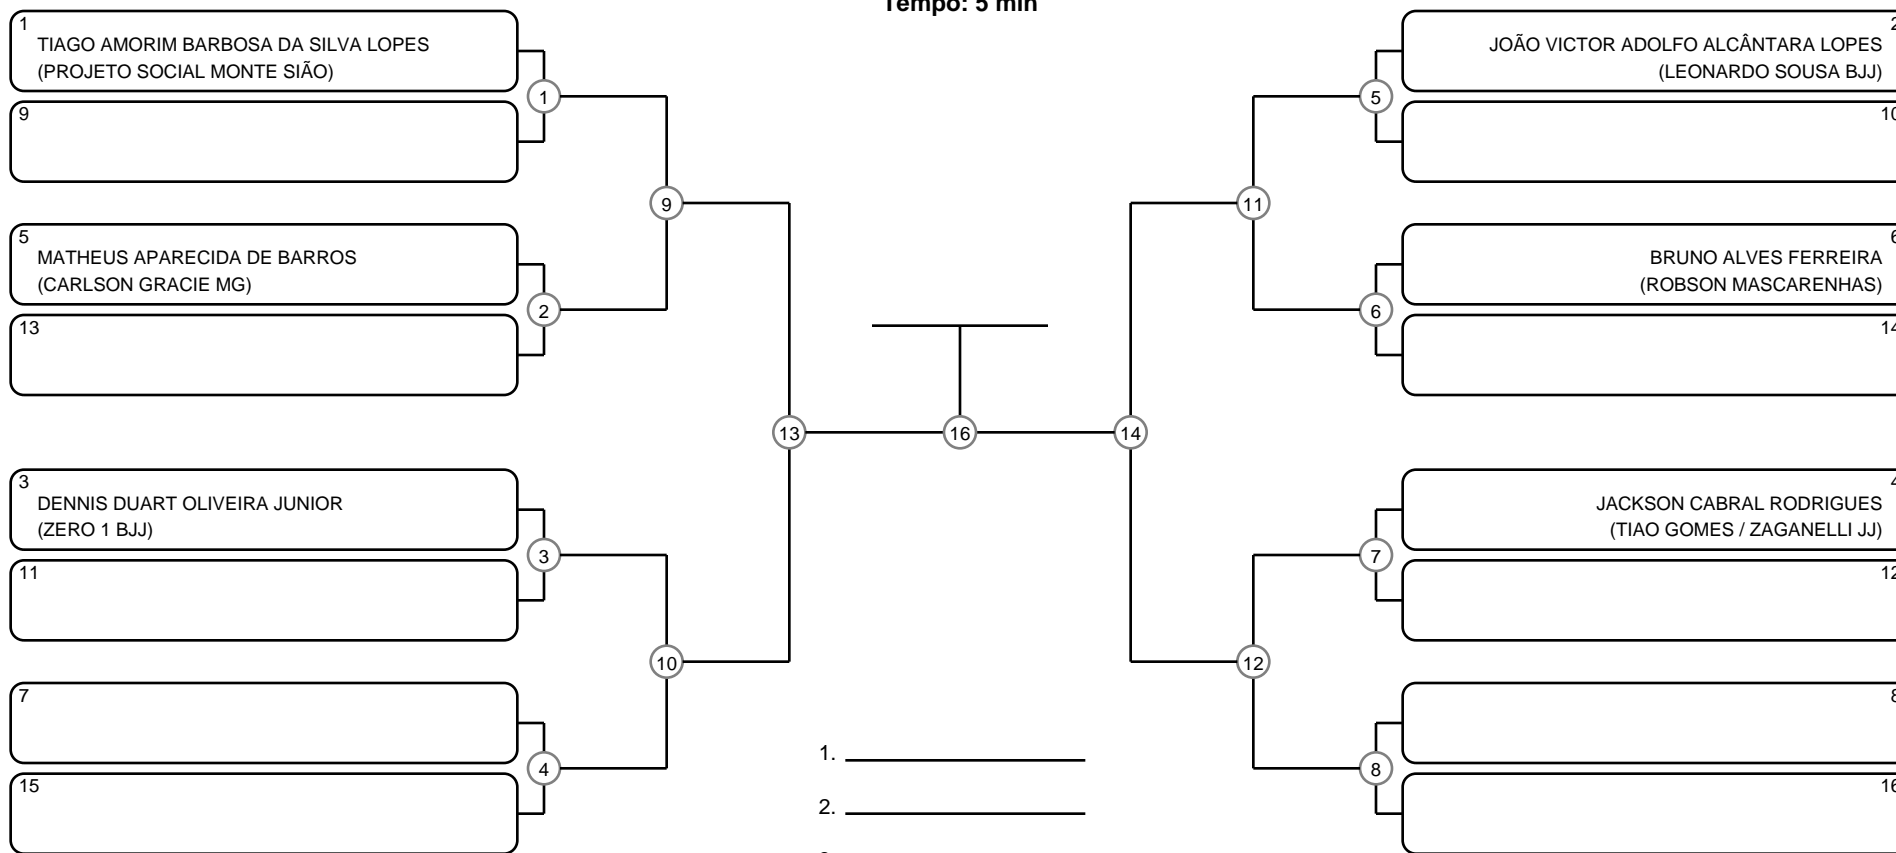 Tempo: 5 min
1
TIAGO AMORIM BARBOSA DA SILVA LOPES
(PROJETO SOCIAL MONTE SIÃO)
9
1
5
MATHEUS APARECIDA DE BARROS
(CARLSON GRACIE MG)
13
2
9
3
DENNIS DUART OLIVEIRA JUNIOR
(ZERO 1 BJJ)
11
3
7
15
4
10
13
16
14
2
JOÃO VICTOR ADOLFO ALCÂNTARA LOPES
(LEONARDO SOUSA BJJ)
10
5
11
6
BRUNO ALVES FERREIRA
(ROBSON MASCARENHAS)
14
6
4
JACKSON CABRAL RODRIGUES
(TIAO GOMES / ZAGANELLI JJ)
12
7
12
8
16
8
1.
2.